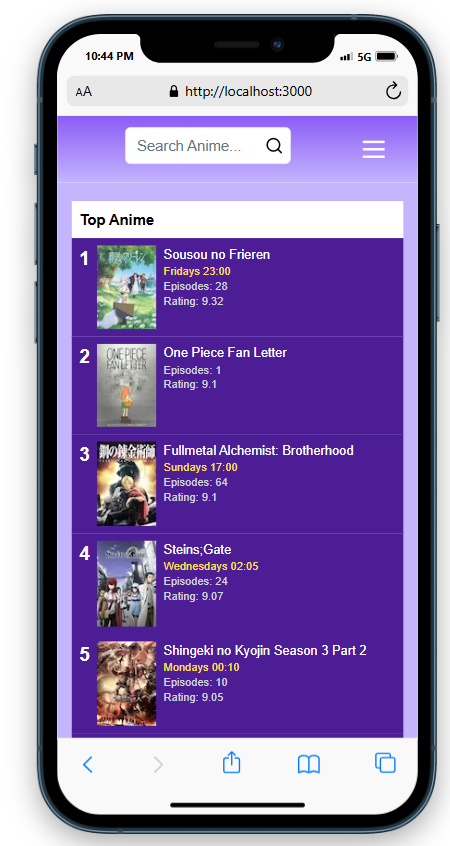 10:44 PM
5G
AA
http://localhost:3000
Search Anime...
Top Anime
1
Sousou no Frieren
Fridays 23:00
Episodes: 28
Rating: 9.32
2
ONE PIECE
FAN LETTER
One Piece Fan Letter
Episodes: 1
Rating: 9.1
3
鋼の錬金術師
Fullmetal Alchemist: Brotherhood
Sundays 17:00
Episodes: 64
Rating: 9.1
4
Steins;Gate
Wednesdays 02:05
Episodes: 24
Rating: 9.07
5
Shingeki no Kyojin Season 3 Part 2
Mondays 00:10
Episodes: 10
Rating: 9.05